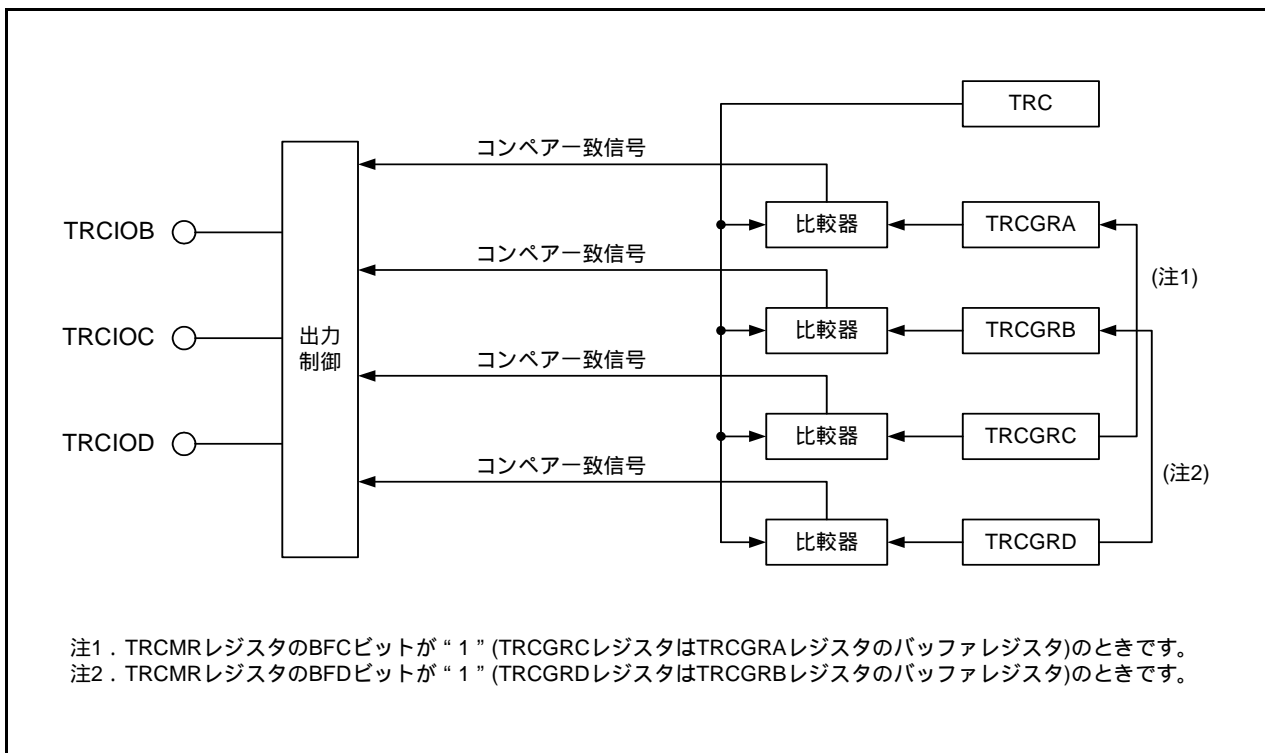 TRC
コンペア一致信号
比較器
TRCGRA
TRCIOB
コンペア一致信号
(注1)
比較器
TRCGRB
TRCIOC
出力
制御
コンペア一致信号
比較器
TRCGRC
TRCIOD
コンペア一致信号
(注2)
比較器
TRCGRD
注1．TRCMRレジスタのBFCビットが“1”(TRCGRCレジスタはTRCGRAレジスタのバッファレジスタ)のときです。
注2．TRCMRレジスタのBFDビットが“1”(TRCGRDレジスタはTRCGRBレジスタのバッファレジスタ)のときです。